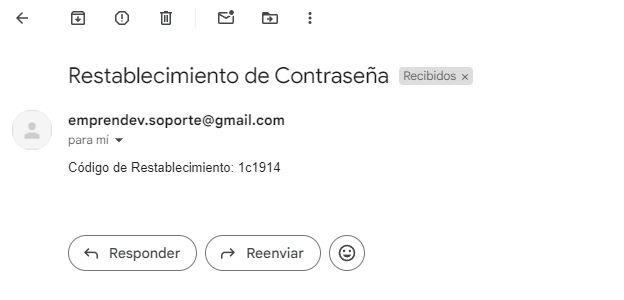 Restablecimiento de Contraseña
Recibidos ×
emprendev.soporte@gmail.com
para mí
Código de Restablecimiento: 1c1914
Responder
Reenviar